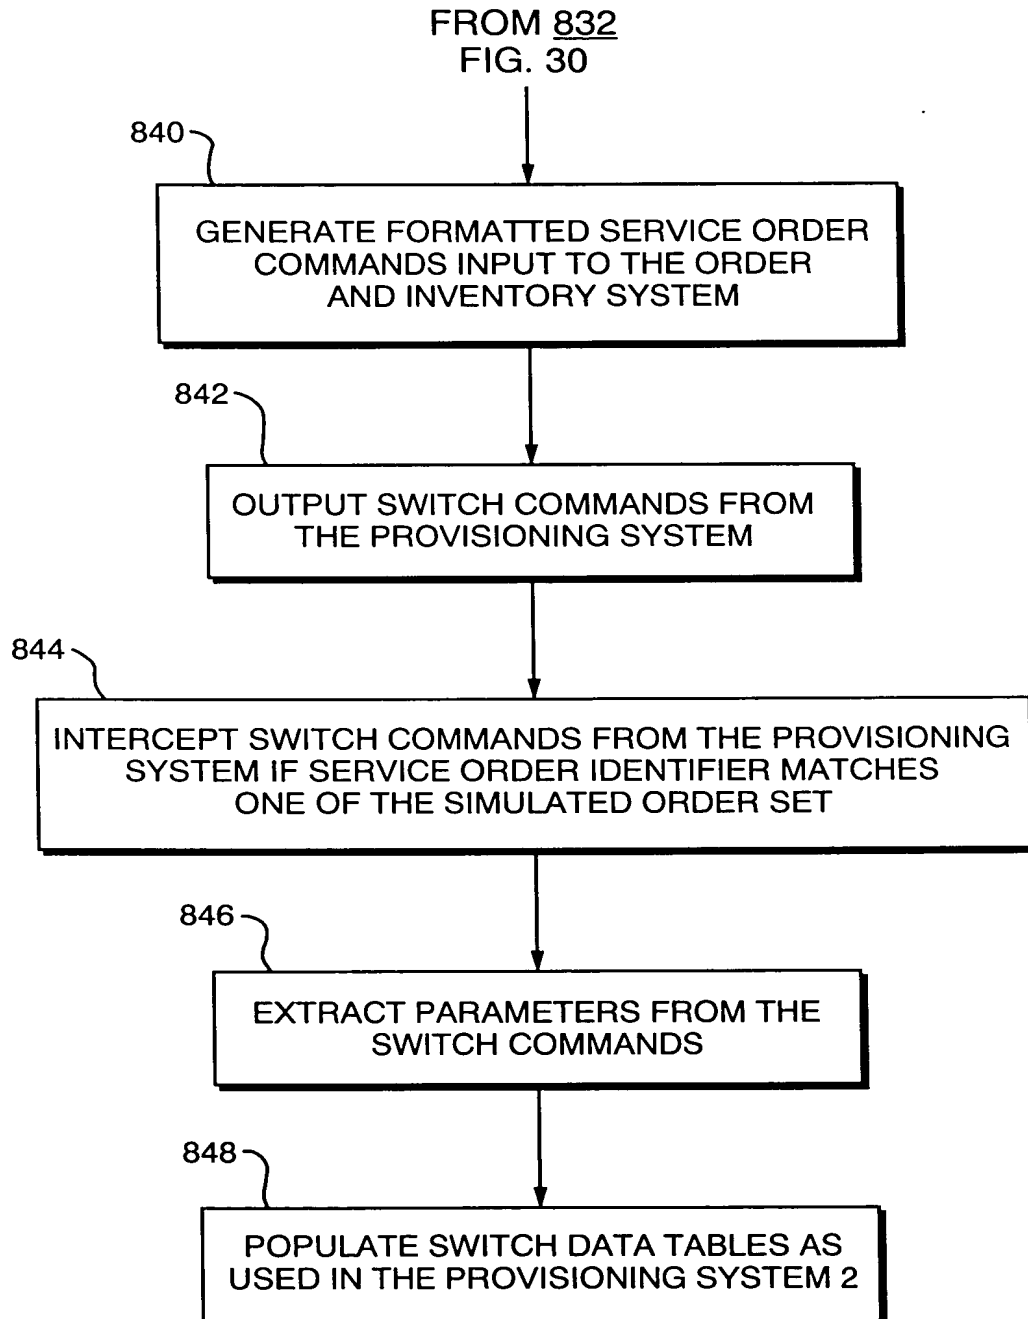 FROM 832
FIG. 30
840
GENERATE FORMATTED SERVICE ORDER
COMMANDS INPUT TO THE ORDER
AND INVENTORY SYSTEM
842
OUTPUT SWITCH COMMANDS FROM
THE PROVISIONING SYSTEM
844
INTERCEPT SWITCH COMMANDS FROM THE PROVISIONING
SYSTEM IF SERVICE ORDER IDENTIFIER MATCHES
ONE OF THE SIMULATED ORDER SET
846
EXTRACT PARAMETERS FROM THE
SWITCH COMMANDS
848
POPULATE SWITCH DATA TABLES AS
USED IN THE PROVISIONING SYSTEM 2